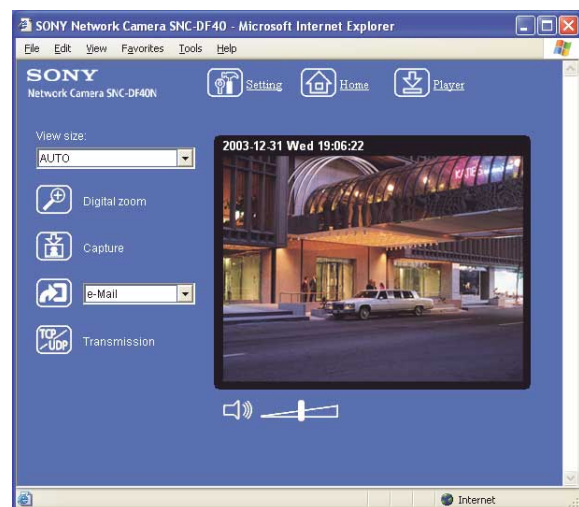 SONY Network Camera SNC-DF40 - Microsoft Internet Explorer
File Edit View Favorites Tools Help
SONY
Network Camera SNC-DF40N
Setting Home Player
View size:
AUTO
2003-12-31 Wed 19:06:22
KATIES
Digital zoom
Capture
e-Mail
TCP/
UDP
Transmission
Internet